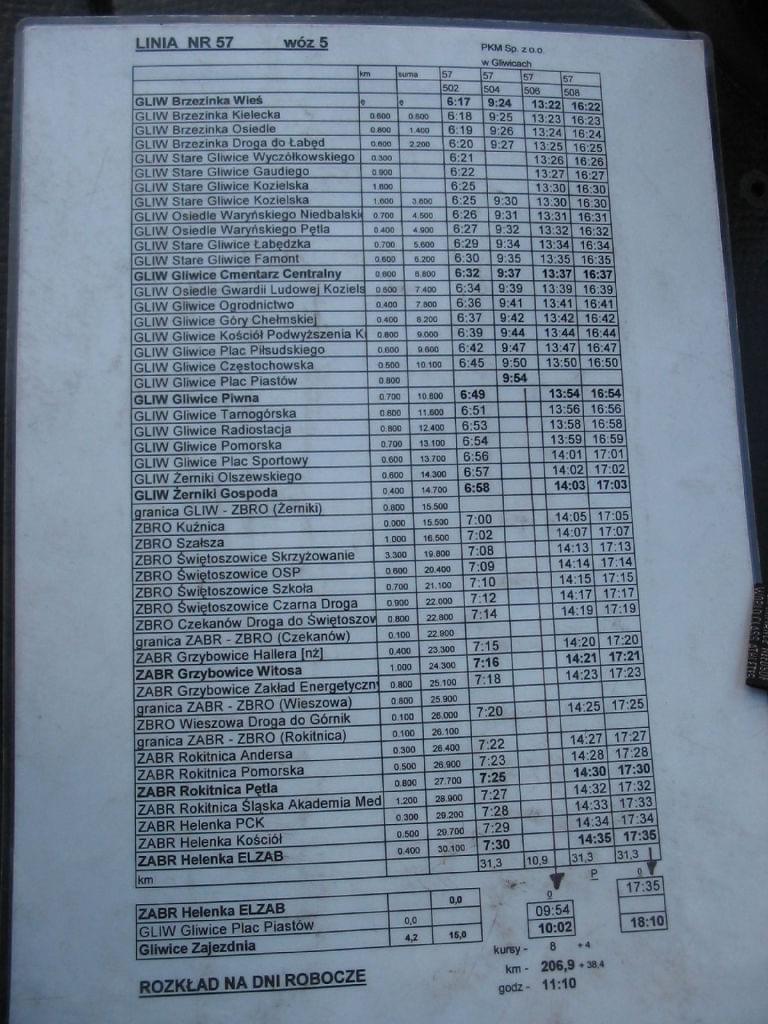 LINIA NR 57 wóz 5 PKM Sp. z o.o.
w Gliwicach
km suma 57 57 57 57
502 504 506 508
GLIW Brzezinka Wieś 6:17 9:24 13:22 16:22
GLIW Brzezinka Kielecka 0.600 0.600 6:18 9:25 13:23 16:23
GLIW Brzezinka Osiedle 0.800 1.400 6:19 9:26 13:24 16:24
GLIW Brzezinka Droga do Łabęd 0.800 2.200 6:20 9:27 13:25 16:25
GLIW Stare Gliwice Wyczółkowskiego 0.300 6:21 13:26 16:26
GLIW Stare Gliwice Gaudiego 0.900 6:22 13:27 16:27
GLIW Stare Gliwice Kozielska 1.800 6:25 13:30 16:30
GLIW Stare Gliwice Kozielska 1.600 3.800 6:25 9:30 13:30 16:30
GLIW Osiedle Waryńskiego Niedbalski 0.700 4.500 6:26 9:31 13:31 16:31
GLIW Osiedle Waryńskiego Pętla 0.400 4.900 6:27 9:32 13:32 16:32
GLIW Stare Gliwice Łabędzka 0.700 5.600 6:29 9:34 13:34 16:34
GLIW Stare Gliwice Famont 0.600 6.200 6:30 9:35 13:35 16:35
GLIW Gliwice Cmentarz Centralny 0.600 6.800 6:32 9:37 13:37 16:37
GLIW Osiedle Gwardii Ludowej Koziels 0.600 7.400 6:34 9:39 13:39 16:39
GLIW Gliwice Ogrodnictwo 0.400 7.800 6:36 9:41 13:41 16:41
GLIW Gliwice Góry Chełmskiej 0.400 8.200 6:37 9:42 13:42 16:42
GLIW Gliwice Kościół Podwyższenia K 0.800 9.000 6:39 9:44 13:44 16:44
GLIW Gliwice Plac Piłsudskiego 0.600 9.600 6:42 9:47 13:47 16:47
GLIW Gliwice Częstochowska 0.500 10.100 6:45 9:50 13:50 16:50
GLIW Gliwice Plac Piastów 0.800 9:54
GLIW Gliwice Piwna 0.700 10.800 6:49 13:54 16:54
GLIW Gliwice Tarnogórska 0.800 11.600 6:51 13:56 16:56
GLIW Gliwice Radiostacja 0.800 12.400 6:53 13:58 16:58
GLIW Gliwice Pomorska 0.700 13.100 6:54 13:59 16:59
GLIW Gliwice Plac Sportowy 0.600 13.700 6:56 14:01 17:01
GLIW Żerniki Olszewskiego 0.600 14.300 6:57 14:02 17:02
GLIW Żerniki Gospoda 0.400 14.700 6:58 14:03 17:03
granica GLIW - ZBRO (Żerniki) 0.800 15.500
ZBRO Kuźnica 0.000 15.500 7:00 14:05 17:05
ZBRO Szałsza 1.000 16.500 7:02 14:07 17:07
ZBRO Świętoszowice Skrzyżowanie 3.300 19.800 7:08 14:13 17:13
ZBRO Świętoszowice OSP 0.600 20.400 7:09 14:14 17:14
ZBRO Świętoszowice Szkoła 0.700 21.100 7:10 14:15 17:15
ZBRO Świętoszowice Czarna Droga 0.900 22.000 7:12 14:17 17:17
ZBRO Czekanów Droga do Świętoszow 0.800 22.800 7:14 14:19 17:19
granica ZABR - ZBRO (Czekanów) 0.100 22.900
ZABR Grzybowice Hallera [nż] 0.400 23.300 7:15 14:20 17:20
ZABR Grzybowice Witosa 1.000 24.300 7:16 14:21 17:21
ZABR Grzybowice Zakład Energetyczny 0.800 25.100 7:18 14:23 17:23
granica ZABR - ZBRO (Wieszowa) 0.800 25.900
ZBRO Wieszowa Droga do Górnik 0.100 26.000 7:20 14:25 17:25
granica ZABR - ZBRO (Rokitnica) 0.100 26.100
ZABR Rokitnica Andersa 0.300 26.400 7:22 14:27 17:27
ZABR Rokitnica Pomorska 0.500 26.900 7:23 14:28 17:28
ZABR Rokitnica Pętla 0.800 27.700 7:25 14:30 17:30
ZABR Rokitnica Śląska Akademia Med 1.200 28.900 7:27 14:32 17:32
ZABR Helenka PCK 0.300 29.200 7:28 14:33 17:33
ZABR Helenka Kościół 0.500 29.700 7:29 14:34 17:34
ZABR Helenka ELZAB 0.400 30.100 7:30 14:35 17:35
km 31,3 10,9 31,3 31,3
P
0 0
ZABR Helenka ELZAB 0,0 17:35
GLIW Gliwice Plac Piastów 0,0 09:54
Gliwice Zajezdnia 4,2 15,0 10:02 18:10
kursy - 8 +4
km - 206,9 + 38,4
godz - 11:10
ROZKŁAD NA DNI ROBOCZE